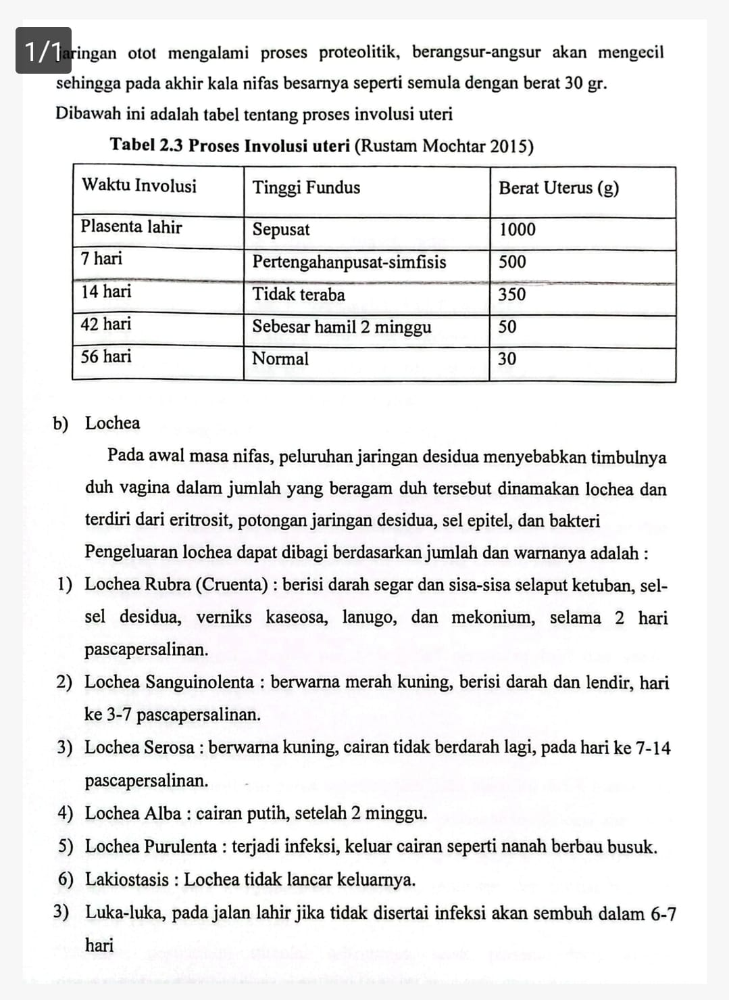 1/1
jaringan otot mengalami proses proteolitik, berangsur-angsur akan mengecil
sehingga pada akhir kala nifas besarnya seperti semula dengan berat 30 gr.
Dibawah ini adalah tabel tentang proses involusi uteri
Tabel 2.3 Proses Involusi uteri (Rustam Mochtar 2015)
Waktu Involusi Tinggi Fundus Berat Uterus (g)
Plasenta lahir Sepusat 1000
7 hari Pertengahanpusat-simfisis 500
14 hari Tidak teraba 350
42 hari Sebesar hamil 2 minggu 50
56 hari Normal 30
b) Lochea
Pada awal masa nifas, peluruhan jaringan desidua menyebabkan timbulnya
duh vagina dalam jumlah yang beragam duh tersebut dinamakan lochea dan
terdiri dari eritrosit, potongan jaringan desidua, sel epitel, dan bakteri
Pengeluaran lochea dapat dibagi berdasarkan jumlah dan warnanya adalah :
1) Lochea Rubra (Cruenta) : berisi darah segar dan sisa-sisa selaput ketuban, sel-
sel desidua, verniks kaseosa, lanugo, dan mekonium, selama 2 hari
pascapersalinan.
2) Lochea Sanguinolenta : berwarna merah kuning, berisi darah dan lendir, hari
ke 3-7 pascapersalinan.
3) Lochea Serosa : berwarna kuning, cairan tidak berdarah lagi, pada hari ke 7-14
pascapersalinan.
4) Lochea Alba : cairan putih, setelah 2 minggu.
5) Lochea Purulenta : terjadi infeksi, keluar cairan seperti nanah berbau busuk.
6) Lakiostasis : Lochea tidak lancar keluarnya.
3) Luka-luka, pada jalan lahir jika tidak disertai infeksi akan sembuh dalam 6-7
hari